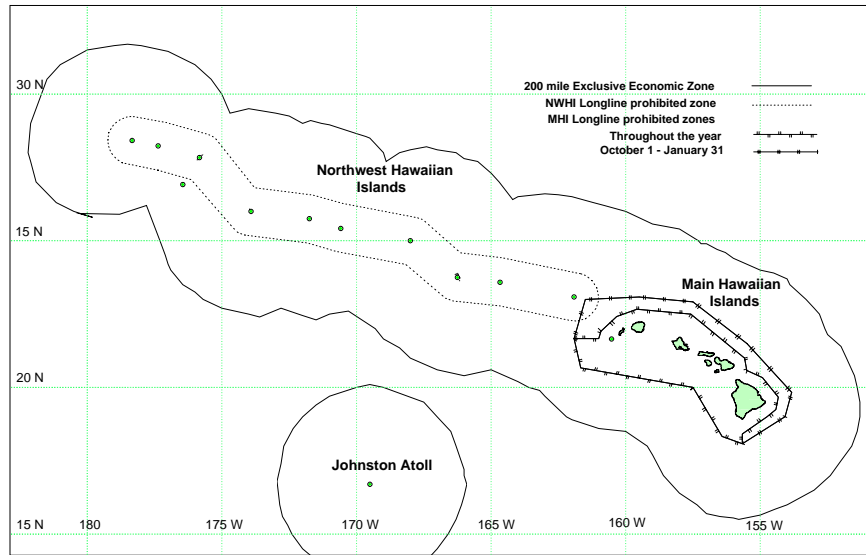 30 N
200 mile Exclusive Economic Zone
NWHI Longline prohibited zone
MHI Longline prohibited zones
Throughout the year
October 1 - January 31
Northwest Hawaiian
Islands
15 N
Main Hawaiian
Islands
20 N
Johnston Atoll
15 N
180
175 W
170 W
165 W
160 W
155 W